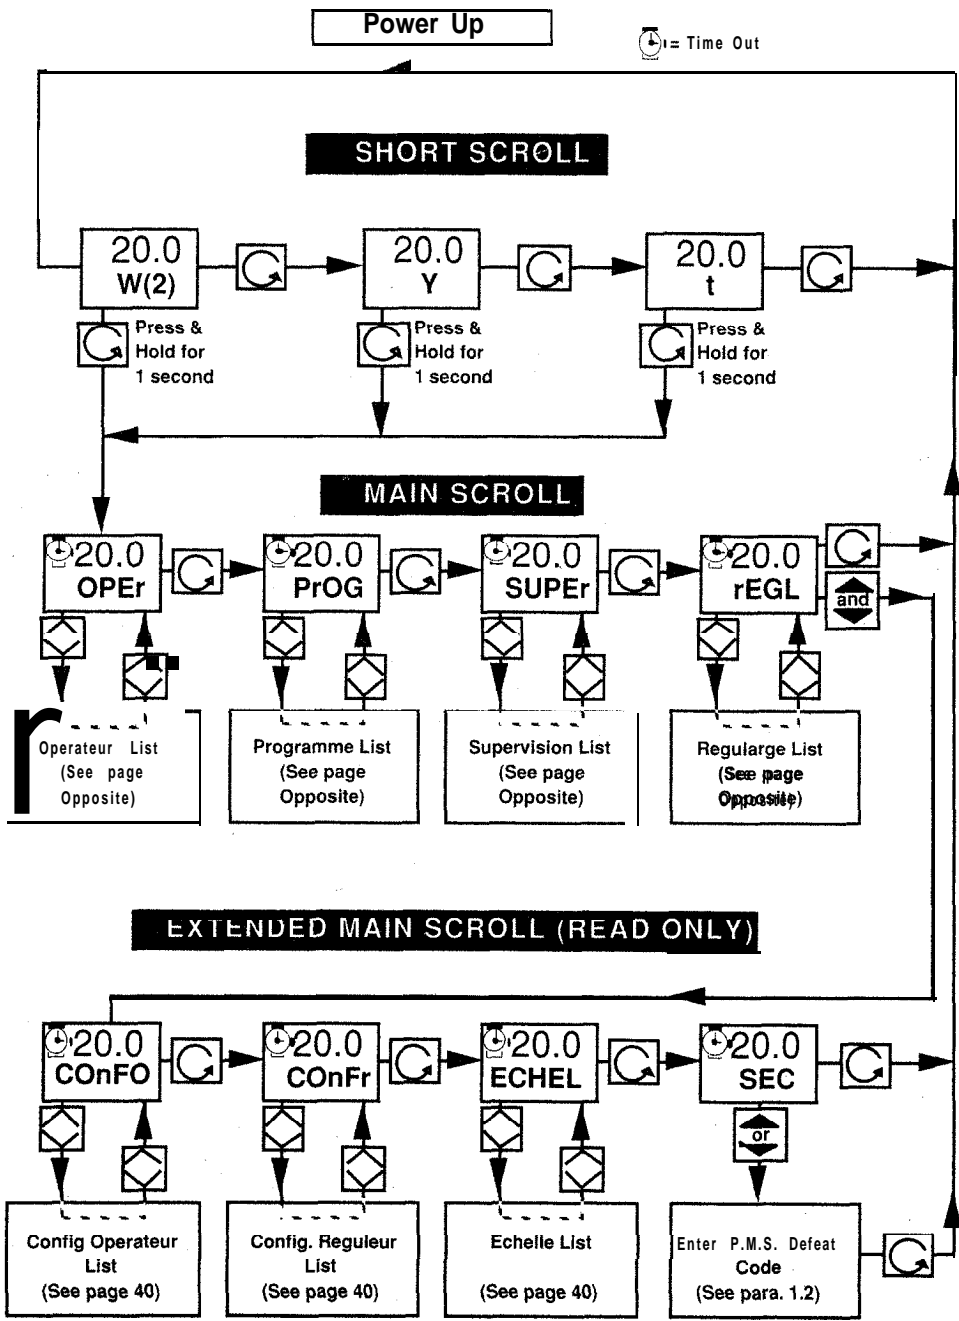 Power Up
= Time Out
SHORT SCROLL
20.0
W(2)
20.0
Y
20.0
t
Press &
Hold for
1 second
Press &
Hold for
1 second
Press &
Hold for
1 second
MAIN SCROLL
20.0
OPEr
20.0
PrOG
20.0
SUPEr
20.0
rEGL
and
Operateur List
(See page
Opposite)
Programme List
(See page
Opposite)
Supervision List
(See page
Opposite)
Regularge List
(See page
Opposite)
EXTENDED MAIN SCROLL (READ ONLY)
20.0
COnFO
20.0
COnFr
20.0
ECHEL
20.0
SEC
or
Config Operateur
List
(See page 40)
Config. Reguleur
List
(See page 40)
Echelle List
(See page 40)
Enter P.M.S. Defeat
Code
(See para. 1.2)